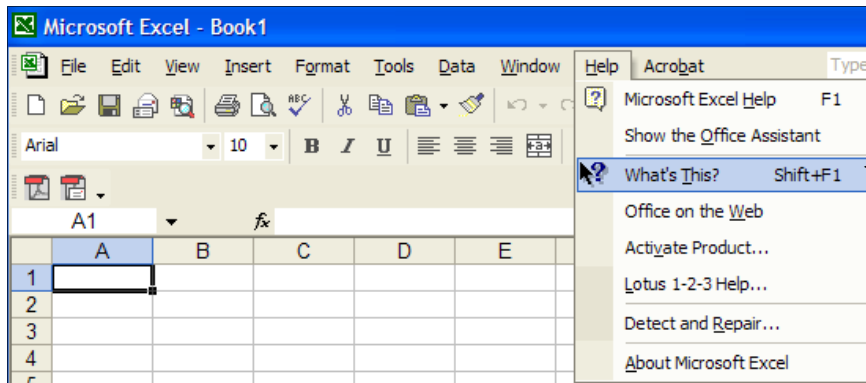 Microsoft Excel - Book1
File Edit View Insert Format Tools Data Window Help Acrobat Type
ABC
Microsoft Excel Help F1
Show the Office Assistant
Arial 10 B I U a
What's This? Shift+F1
Office on the Web
Activate Product...
Lotus 1-2-3 Help...
Detect and Repair...
About Microsoft Excel
A1 fx
A B C D E
1
2
3
4